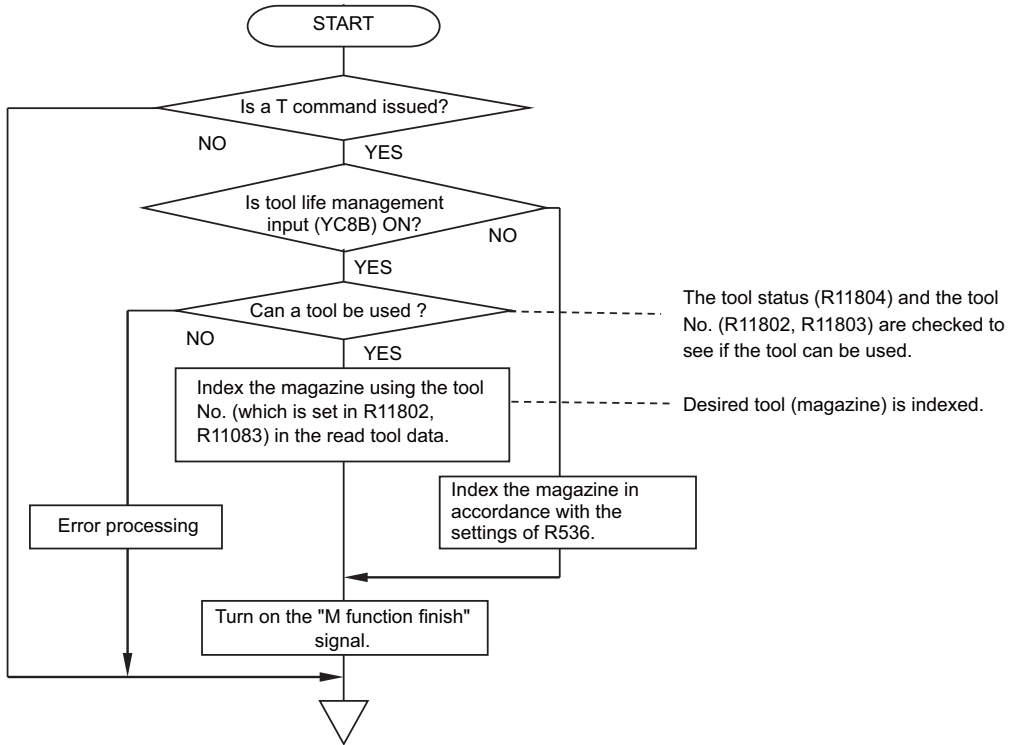 START
Is a T command issued?
NO
YES
Is tool life management
input (YC8B) ON?
NO
YES
Can a tool be used ?
NO
YES
The tool status (R11804) and the tool
No. (R11802, R11803) are checked to
see if the tool can be used.
Index the magazine using the tool
No. (which is set in R11802,
R11083) in the read tool data.
Desired tool (magazine) is indexed.
Index the magazine in
accordance with the
settings of R536.
Error processing
Turn on the "M function finish"
signal.